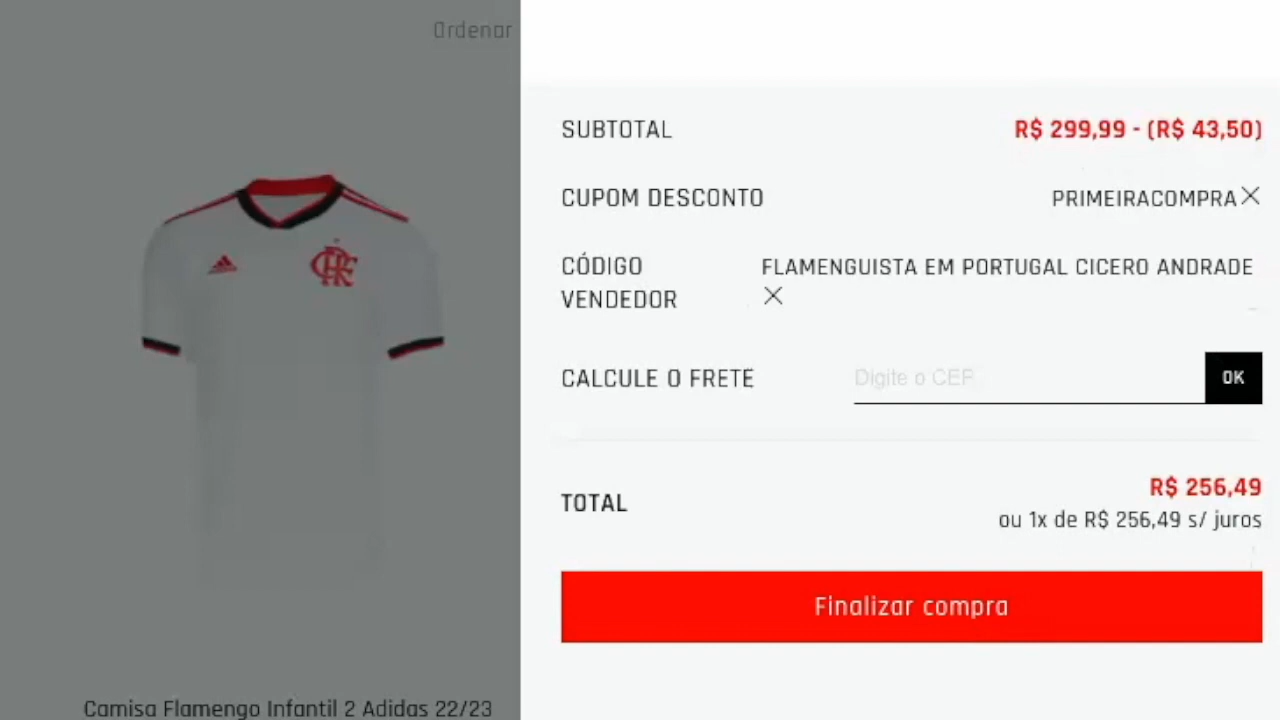 Ordenar
SUBTOTAL
R$ 299,99 - (R$ 43,50)
CUPOM DESCONTO
PRIMEIRACOMPRA
CÓDIGO
VENDEDOR
FLAMENGUISTA EM PORTUGAL CICERO ANDRADE
CALCULE O FRETE
Digite o CEP
OK
TOTAL
R$ 256,49
ou 1x de R$ 256,49 s/ juros
Finalizar compra
Camisa Flamengo Infantil 2 Adidas 22/23